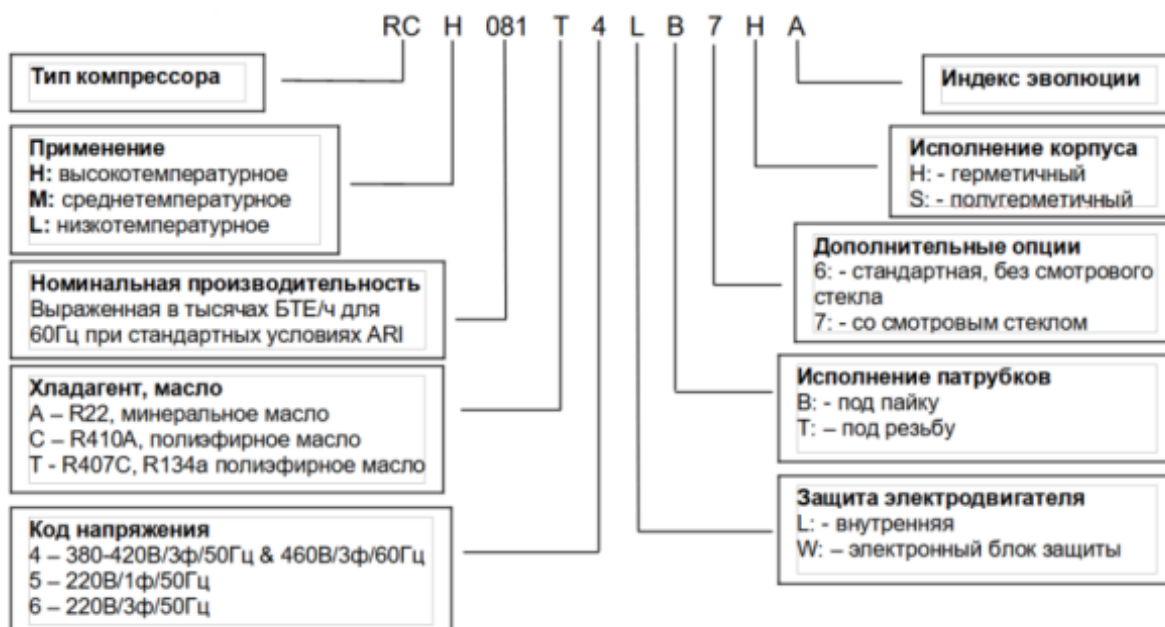 RC H 081 T 4 L B 7 H A
Тип компрессора
Применение
H: высокотемпературное
M: среднетемпературное
L: низкотемпературное
Номинальная производительность
Выраженная в тысячах БТЕ/ч для
60Гц при стандартных условиях ARI
Хладагент, масло
A – R22, минеральное масло
C – R410A, полиэфирное масло
T - R407C, R134a полиэфирное масло
Код напряжения
4 – 380-420В/3ф/50Гц & 460В/3ф/60Гц
5 – 220В/1ф/50Гц
6 – 220В/3ф/50Гц
Индекс эволюции
Исполнение корпуса
H: - герметичный
S: - полугерметичный
Дополнительные опции
6: - стандартная, без смотрового
стекла
7: - со смотровым стеклом
Исполнение патрубков
B: - под пайку
T: – под резьбу
Защита электродвигателя
L: - внутренняя
W: – электронный блок защиты